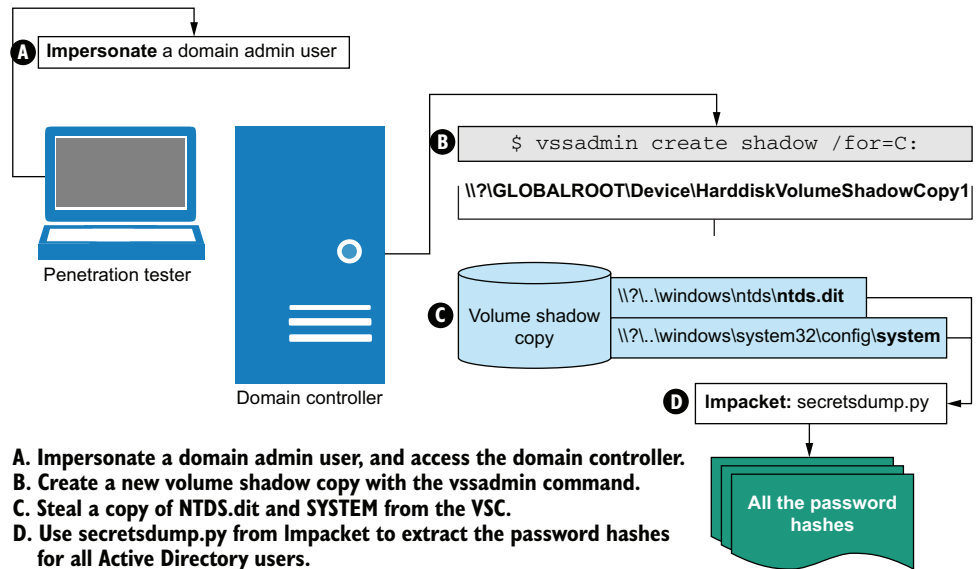 A Impersonate a domain admin user
B $ vssadmin create shadow /for=C:
\\?\GLOBALROOT\Device\HarddiskVolumeShadowCopy1
Penetration tester
Domain controller
C Volume shadow
copy
\\?\..\windows\ntds\ntds.dit
\\?\..\windows\system32\config\system
D Impacket: secretsdump.py
All the password
hashes
A. Impersonate a domain admin user, and access the domain controller.
B. Create a new volume shadow copy with the vssadmin command.
C. Steal a copy of NTDS.dit and SYSTEM from the VSC.
D. Use secretsdump.py from Impacket to extract the password hashes
for all Active Directory users.